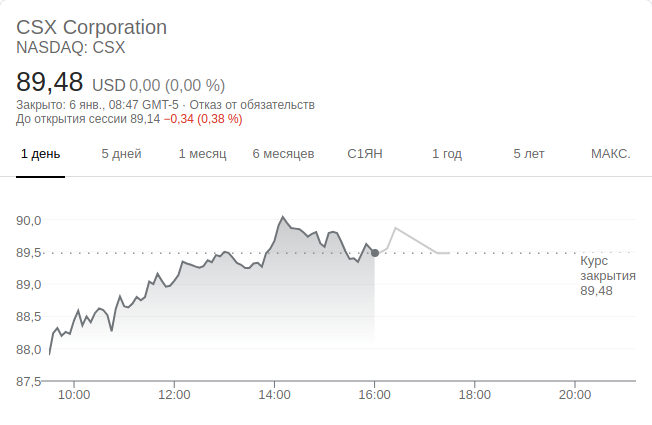 CSX Corporation
NASDAQ: CSX
89,48 USD 0,00 (0,00 %)
Закрыто: 6 янв., 08:47 GMT-5 · Отказ от обязательств
До открытия сессии 89,14 −0,34 (0,38 %)
1 день 5 дней 1 месяц 6 месяцев С1ЯН 1 год 5 лет МАКС.
90,0
89,5
Курс
закрытия
89,48
89,0
88,5
88,0
87,5
10:00 12:00 14:00 16:00 18:00 20:00